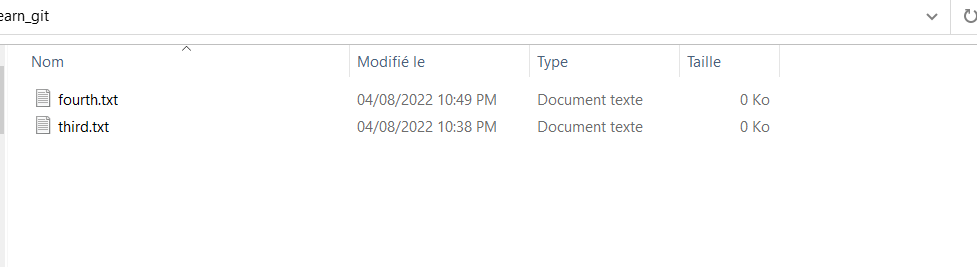 earn_git
Nom Modifié le Type Taille
fourth.txt 04/08/2022 10:49 PM Document texte 0 Ko
third.txt 04/08/2022 10:38 PM Document texte 0 Ko